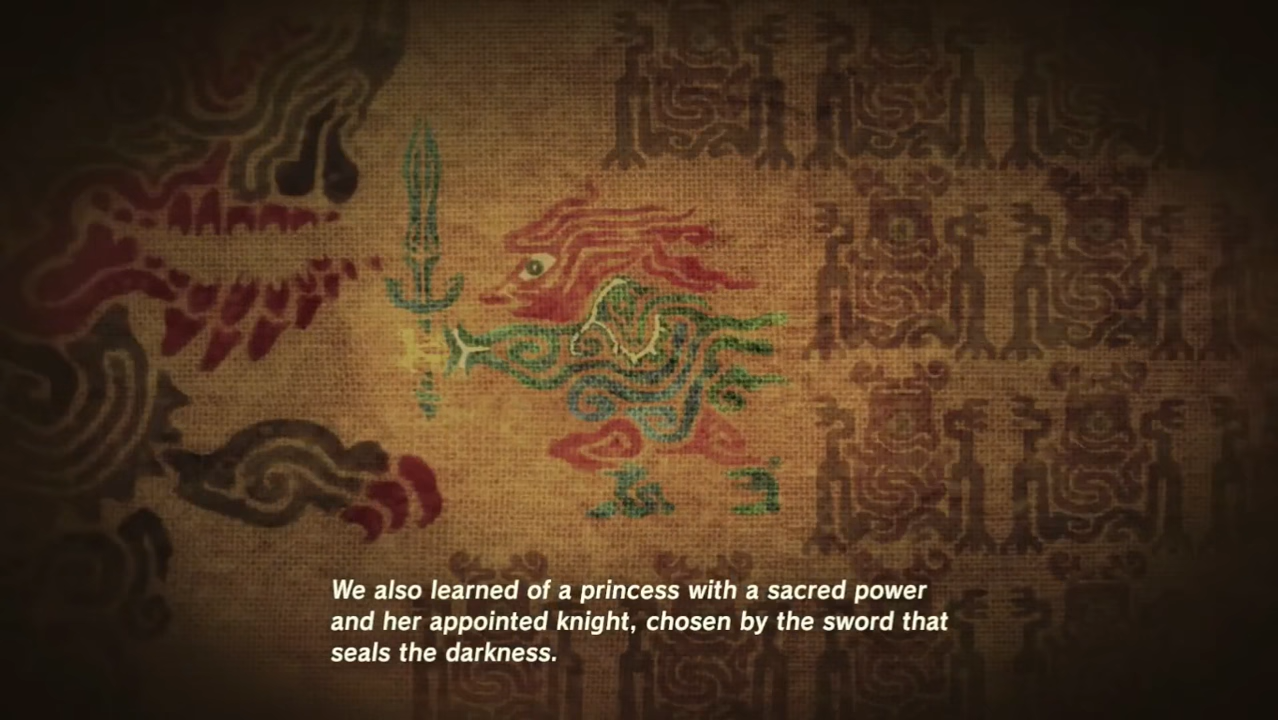 We also learned of a princess with a sacred power
and her appointed knight, chosen by the sword that
seals the darkness.